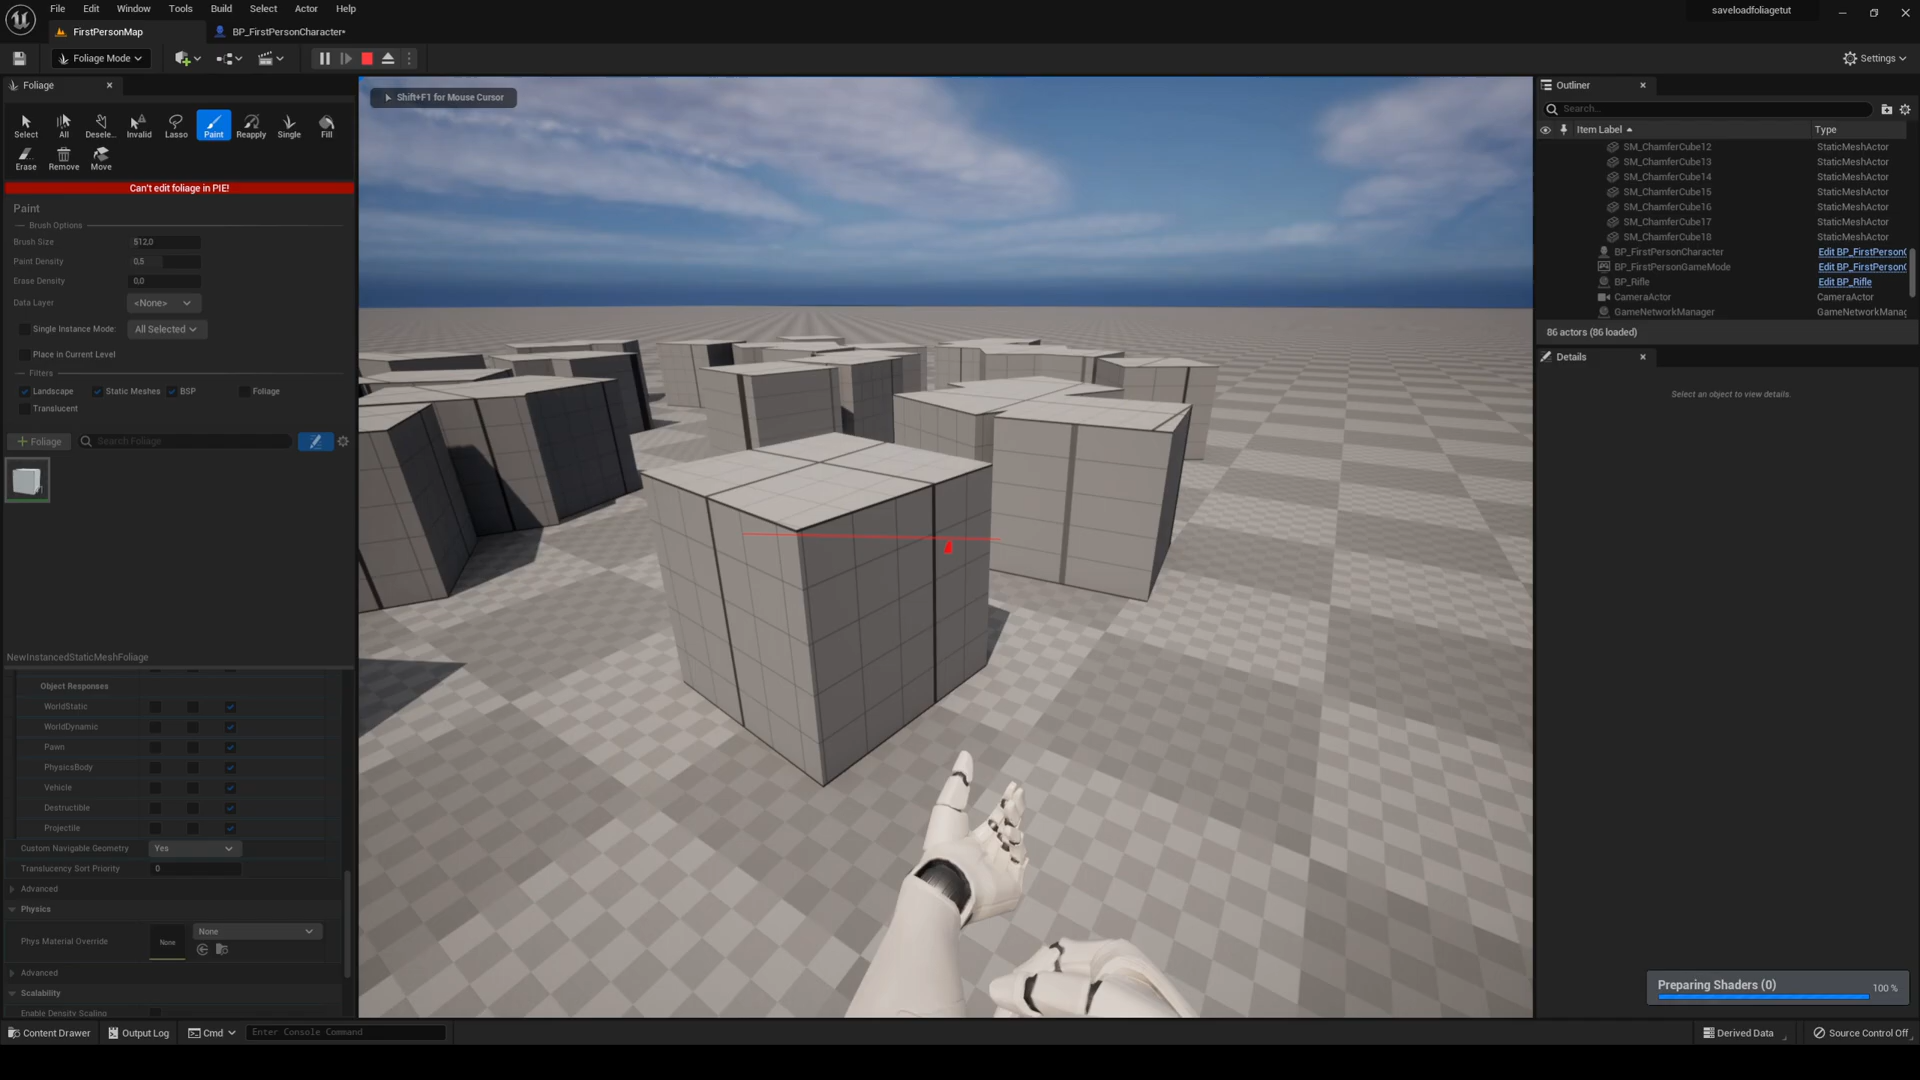 File Edit Window Tools Build Select Actor Help
saveloadfoliagetut
FirstPersonMap
BP_FirstPersonCharacter*
Foliage Mode
Settings
Foliage
Select All Desele... Invalid Lasso Paint Reapply Single Fill
Erase Remove Move
Can't edit foliage in PIE!
Paint
Brush Options
Brush Size 512.0
Paint Density 0.5
Erase Density 0.0
Data Layer <None>
Single Instance Mode: All Selected
Place in Current Level
Filters
Landscape Static Meshes BSP Foliage
Translucent
+ Foliage Search Foliage
NewInstancedStaticMeshFoliage
Object Responses
WorldStatic
WorldDynamic
Pawn
PhysicsBody
Vehicle
Destructible
Projectile
Custom Navigable Geometry Yes
Translucency Sort Priority 0
Advanced
Physics
Phys Material Override None None
Advanced
Scalability
Enable Density Scaling
Shift+F1 for Mouse Cursor
Outliner
Search...
Item Label Type
SM_ChamferCube12 StaticMeshActor
SM_ChamferCube13 StaticMeshActor
SM_ChamferCube14 StaticMeshActor
SM_ChamferCube15 StaticMeshActor
SM_ChamferCube16 StaticMeshActor
SM_ChamferCube17 StaticMeshActor
SM_ChamferCube18 StaticMeshActor
BP_FirstPersonCharacter Edit BP_FirstPersonC
BP_FirstPersonGameMode Edit BP_FirstPersonC
BP_Rifle Edit BP_Rifle
CameraActor CameraActor
GameNetworkManager GameNetworkManag
86 actors (86 loaded)
Details
Select an object to view details.
Preparing Shaders (0) 100 %
Content Drawer Output Log Cmd Enter Console Command
Derived Data Source Control Off